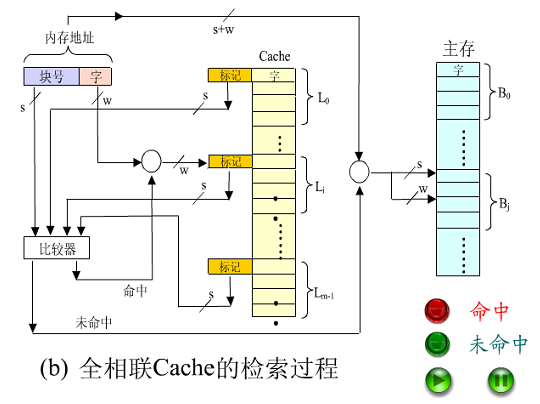 内存地址
s+w
块号 字
s
w
Cache
标记 字
s
L0
标记
w
s
Li
标记
s
Lm-1
比较器
命中
未命中
主存
字
B0
s
w
Bj
命中
未命中
(b) 全相联Cache的检索过程